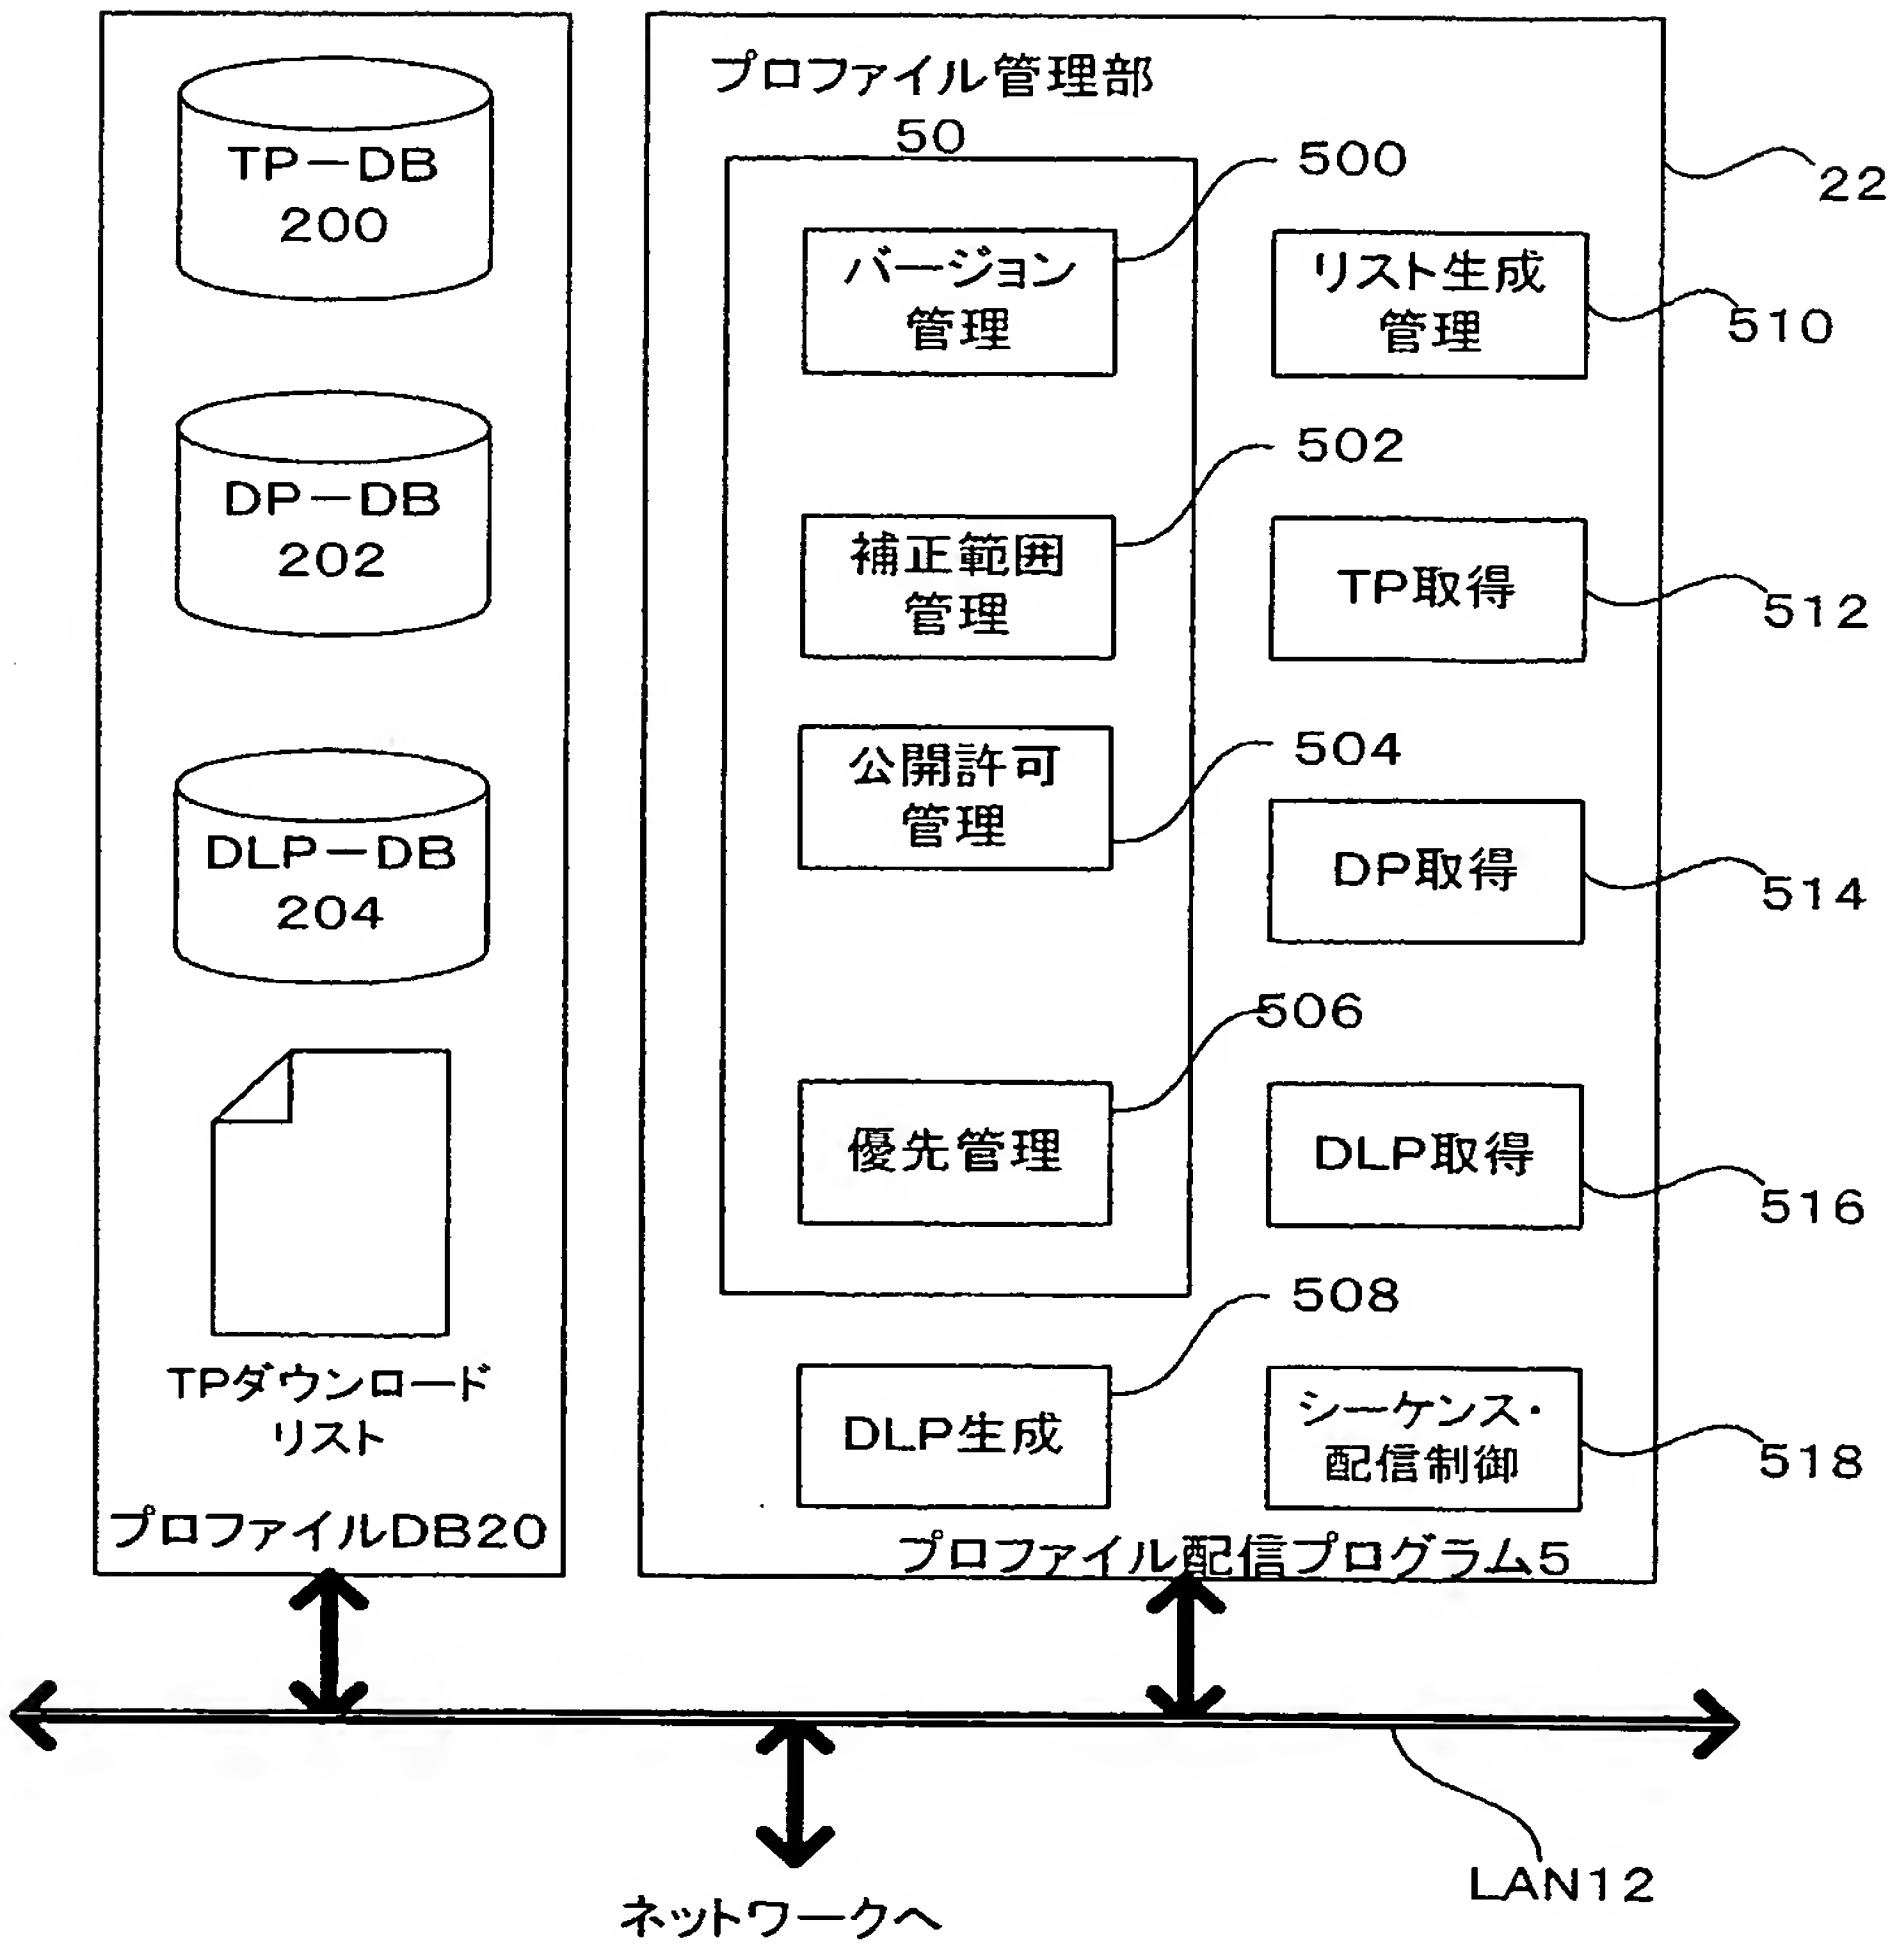 TP－DB
200
DP－DB
202
DLP－DB
204
TPダウンロード
リスト
プロファイルDB20
プロファイル管理部
50
500
22
バージョン
管理
リスト生成
管理
510
502
補正範囲
管理
TP取得
512
504
公開許可
管理
DP取得
514
506
優先管理
DLP取得
516
508
DLP生成
シーケンス・
配信制御
518
プロファイル配信プログラム5
LAN12
ネットワークへ